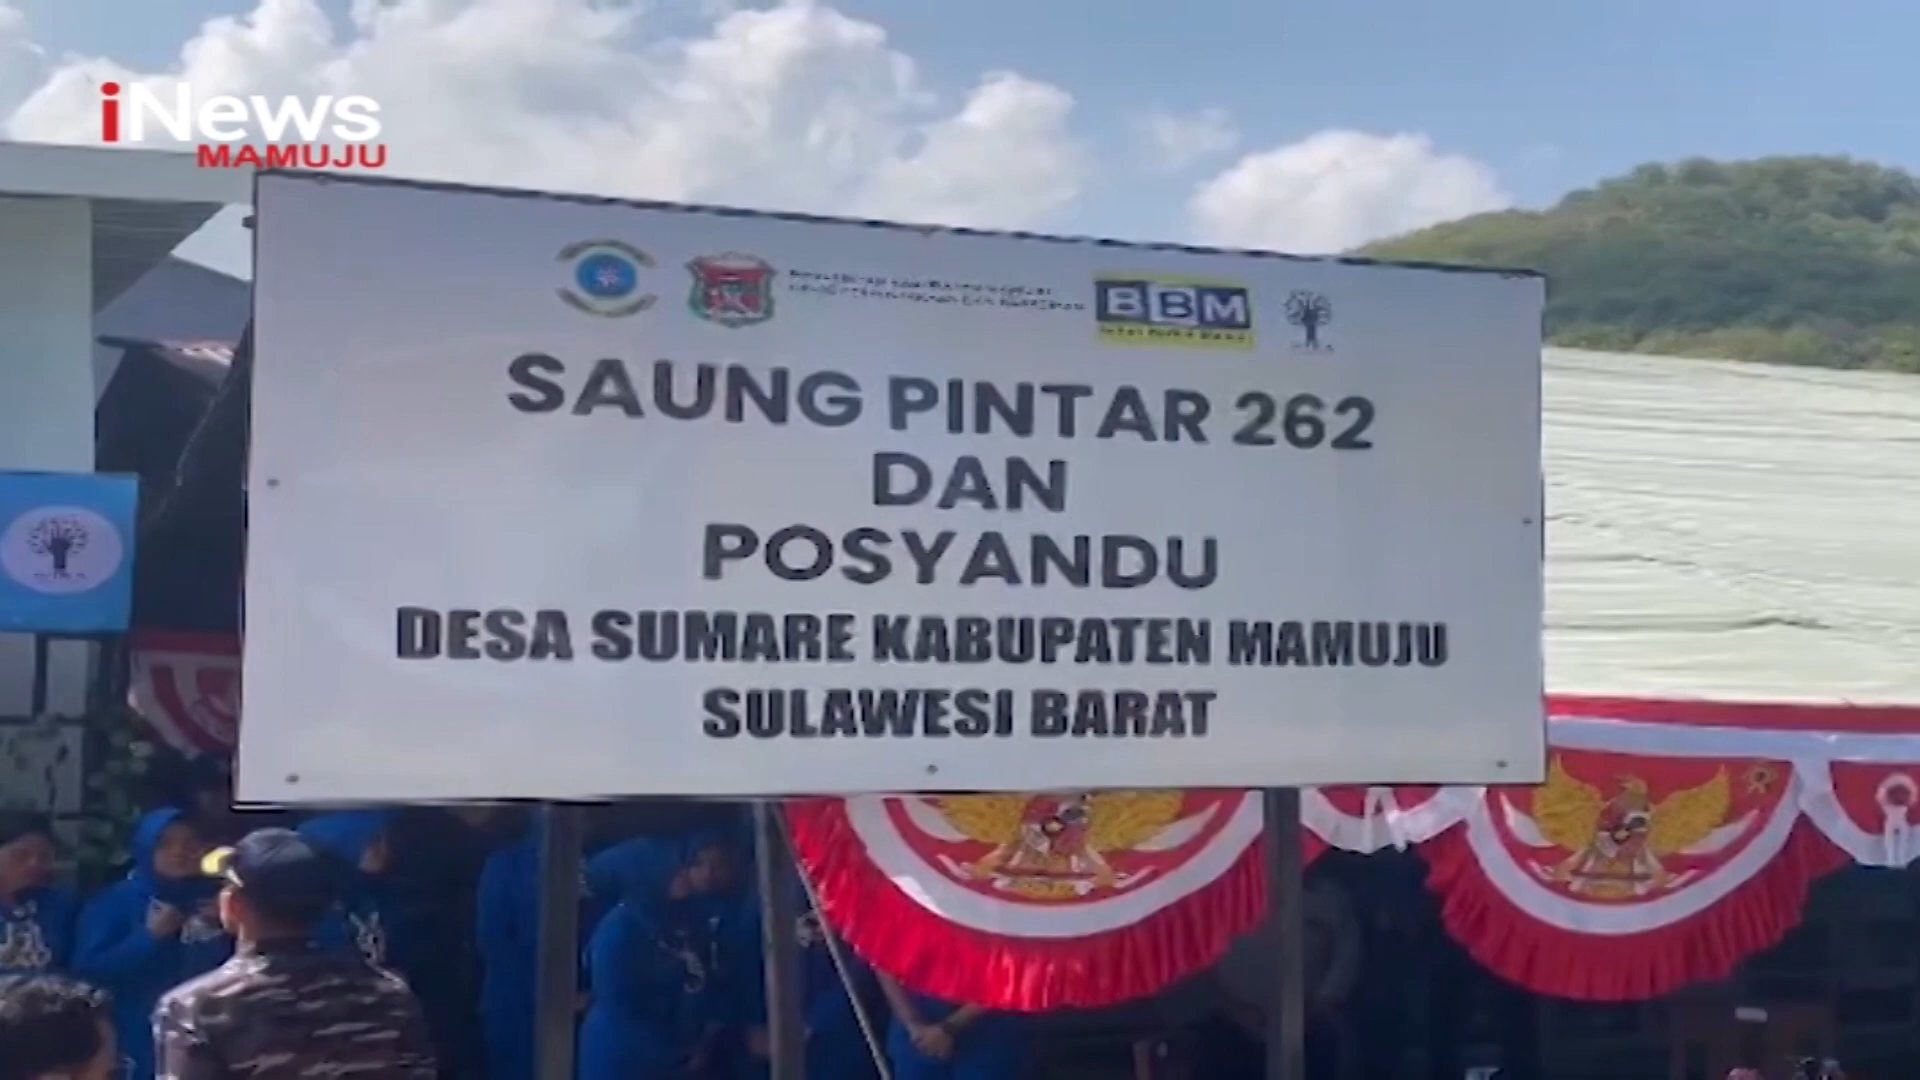 iNews
MAMUJU
BBM
SAUNG PINTAR 262
DAN
POSYANDU
DESA SUMARE KABUPATEN MAMUJU
SULAWESI BARAT